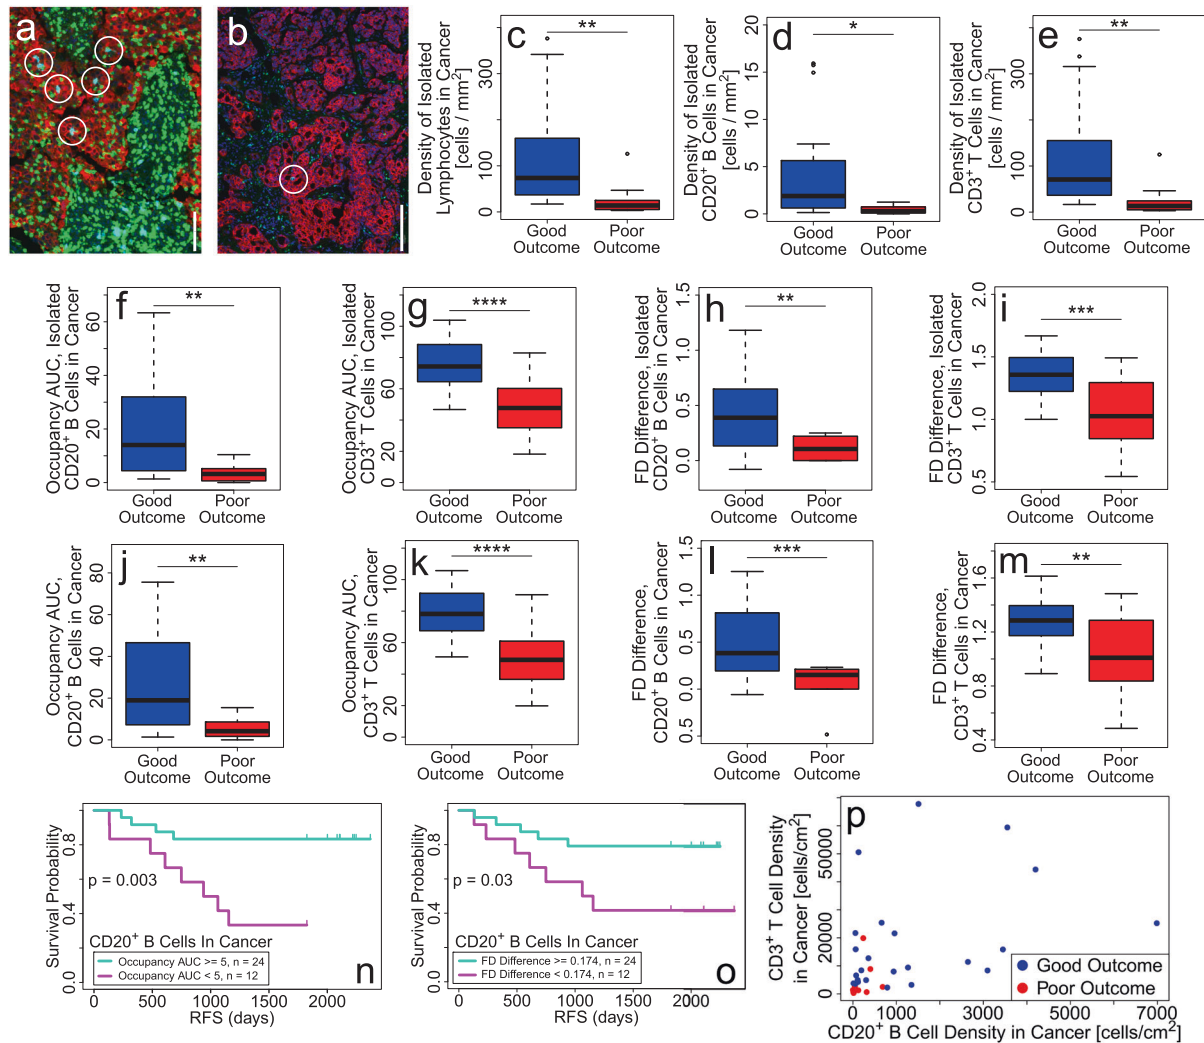 a
b
c
Density of Isolated
Lymphocytes in Cancer
[cells / mm²]
300
100
0
**
Good
Outcome
Poor
Outcome
d
Density of Isolated
CD20⁺ B Cells in Cancer
[cells / mm²]
20
15
10
5
0
*
Good
Outcome
Poor
Outcome
e
Density of Isolated
CD3⁺ T Cells in Cancer
[cells / mm²]
300
100
0
**
Good
Outcome
Poor
Outcome
f
Occupancy AUC, Isolated
CD20⁺ B Cells in Cancer
60
40
20
0
**
Good
Outcome
Poor
Outcome
g
Occupancy AUC, Isolated
CD3⁺ T Cells in Cancer
100
60
20
0
****
Good
Outcome
Poor
Outcome
h
FD Difference, Isolated
CD20⁺ B Cells in Cancer
1.5
1.0
0.5
0.0
**
Good
Outcome
Poor
Outcome
i
FD Difference, Isolated
CD3⁺ T Cells in Cancer
2.0
1.5
1.0
0.5
***
Good
Outcome
Poor
Outcome
j
Occupancy AUC,
CD20⁺ B Cells in Cancer
80
60
40
20
0
**
Good
Outcome
Poor
Outcome
k
Occupancy AUC,
CD3⁺ T Cells in Cancer
100
60
20
0
****
Good
Outcome
Poor
Outcome
l
FD Difference,
CD20⁺ B Cells in Cancer
1.5
1.0
0.5
0.0
0.5
***
Good
Outcome
Poor
Outcome
m
FD Difference,
CD3⁺ T Cells in Cancer
1.6
1.2
0.8
0.4
**
Good
Outcome
Poor
Outcome
Survival Probability
0.8
0.4
0.0
p = 0.003
CD20⁺ B Cells In Cancer
Occupancy AUC >= 5, n = 24
Occupancy AUC < 5, n = 12
n
0 500 1000 2000
RFS (days)
Survival Probability
0.8
0.4
0.0
p = 0.03
CD20⁺ B Cells In Cancer
FD Difference >= 0.174, n = 24
FD Difference < 0.174, n = 12
o
0 500 1000 2000
RFS (days)
p
CD3⁺ T Cell Density
in Cancer [cells/cm²]
50000
20000
0
Good Outcome
Poor Outcome
0 1000 3000 5000 7000
CD20⁺ B Cell Density in Cancer [cells/cm²]